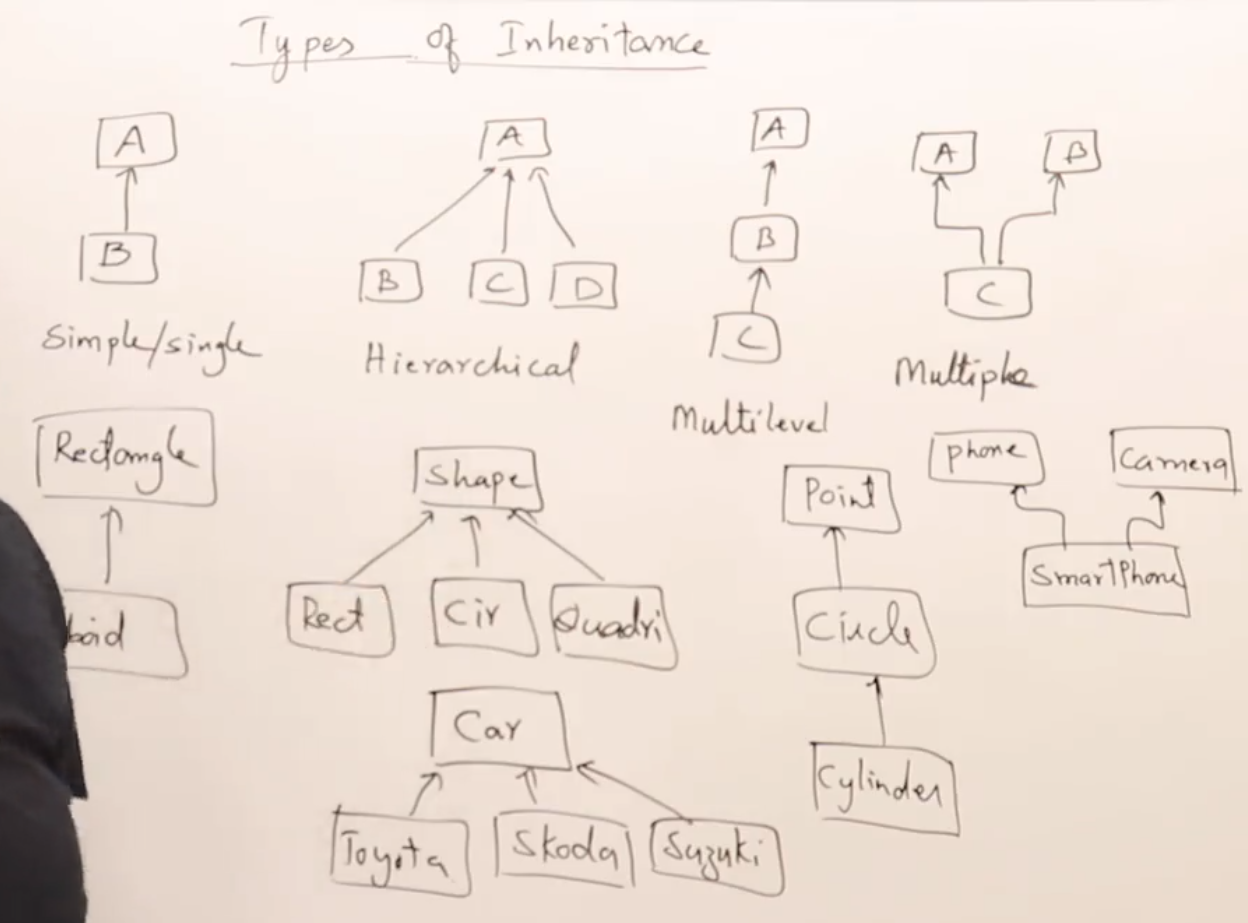 Types of Inheritance
A
B
Simple/single
A
B C D
Hierarchical
A
B
C
Multilevel
A B
C
Multiple
Rectangle
boid
Shape
Rect Cir Quadri
Car
Toyota Skoda Suzuki
Point
Circle
Cylinder
Phone Camera
SmartPhone